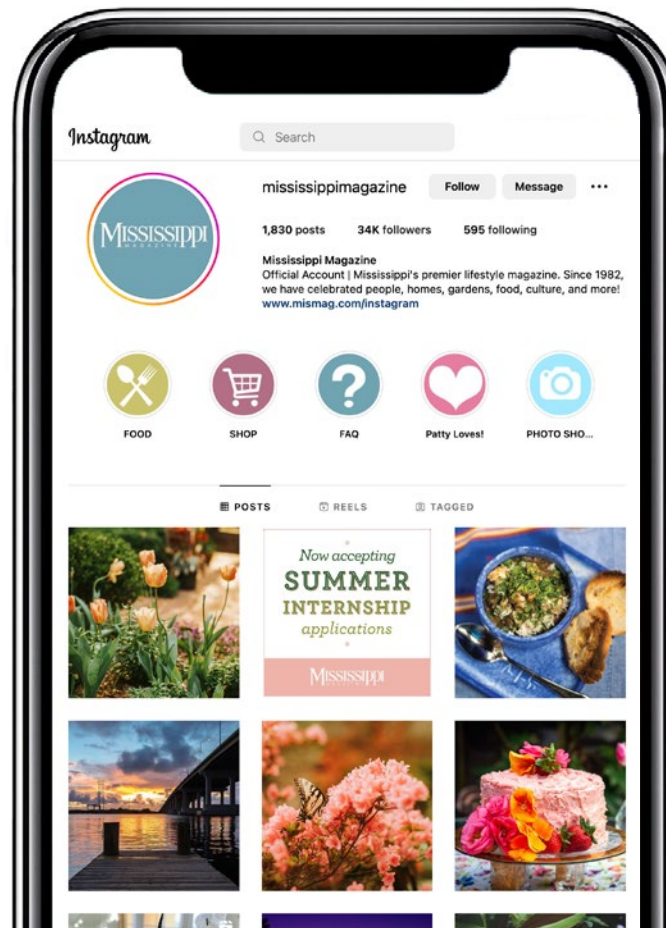 Instagram
Search
mississippimagazine
Follow
Message
1,830 posts
34K followers
595 following
Mississippi Magazine
Official Account | Mississippi's premier lifestyle magazine. Since 1982,
we have celebrated people, homes, gardens, food, culture, and more!
www.mismag.com/instagram
MISSISSIPPI
MAGAZINE
FOOD
SHOP
?
FAQ
Patty Loves!
PHOTO SHO...
POSTS
REELS
TAGGED
Now accepting
SUMMER
INTERNSHIP
applications
MISSISSIPPI